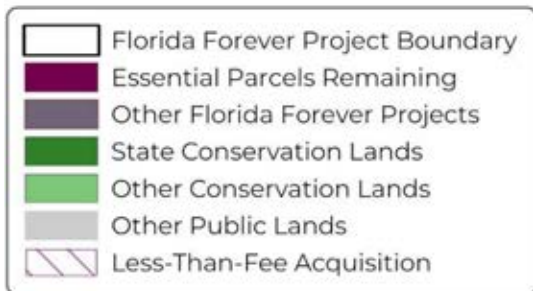 Florida Forever Project Boundary
Essential Parcels Remaining
Other Florida Forever Projects
State Conservation Lands
Other Conservation Lands
Other Public Lands
Less-Than-Fee Acquisition